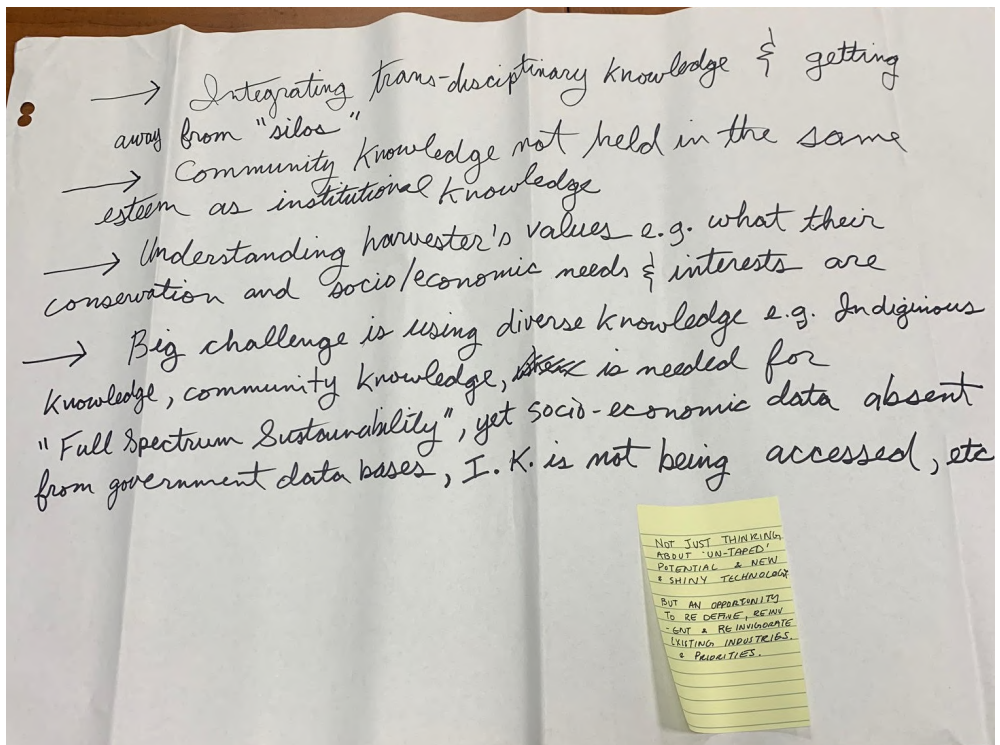 → Integrating trans-disciplinary knowledge & getting
away from "silos"
→ Community knowledge not held in the same
esteem as institutional knowledge
→ Understanding harvester's values e.g. what their
conservation and socio/economic needs & interests are
→ Big challenge is using diverse knowledge e.g. Indiginous
knowledge, community knowledge, is needed for
"Full Spectrum Sustainability", yet socio-economic data absent
from government data bases, I.K. is not being accessed, etc
NOT JUST THINKING
ABOUT 'UN-TAPED'
POTENTIAL & NEW
& SHINY TECHNOLOGY
BUT AN OPPORTUNITY
TO RE DEFINE, REINV
-ENT & REINVIGORATE
EXISTING INDUSTRIES.
& PRIORITIES.